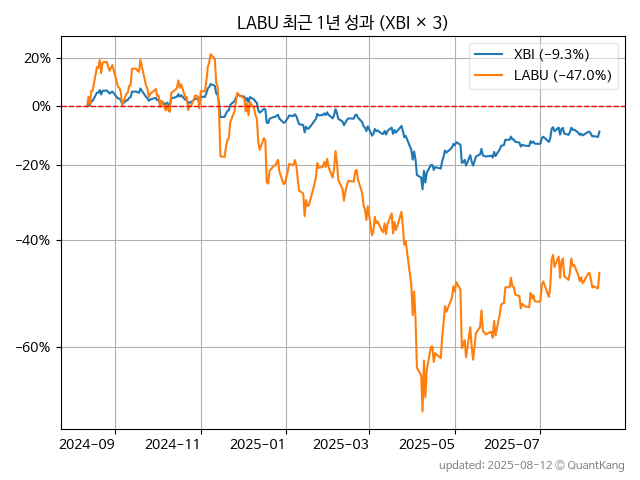 LABU 최근 1년 성과 (XBI × 3)
XBI (−9.3%)
LABU (−47.0%)
20%
0%
−20%
−40%
−60%
2024−09
2024−11
2025−01
2025−03
2025−05
2025−07
updated: 2025-08-12 © QuantKang